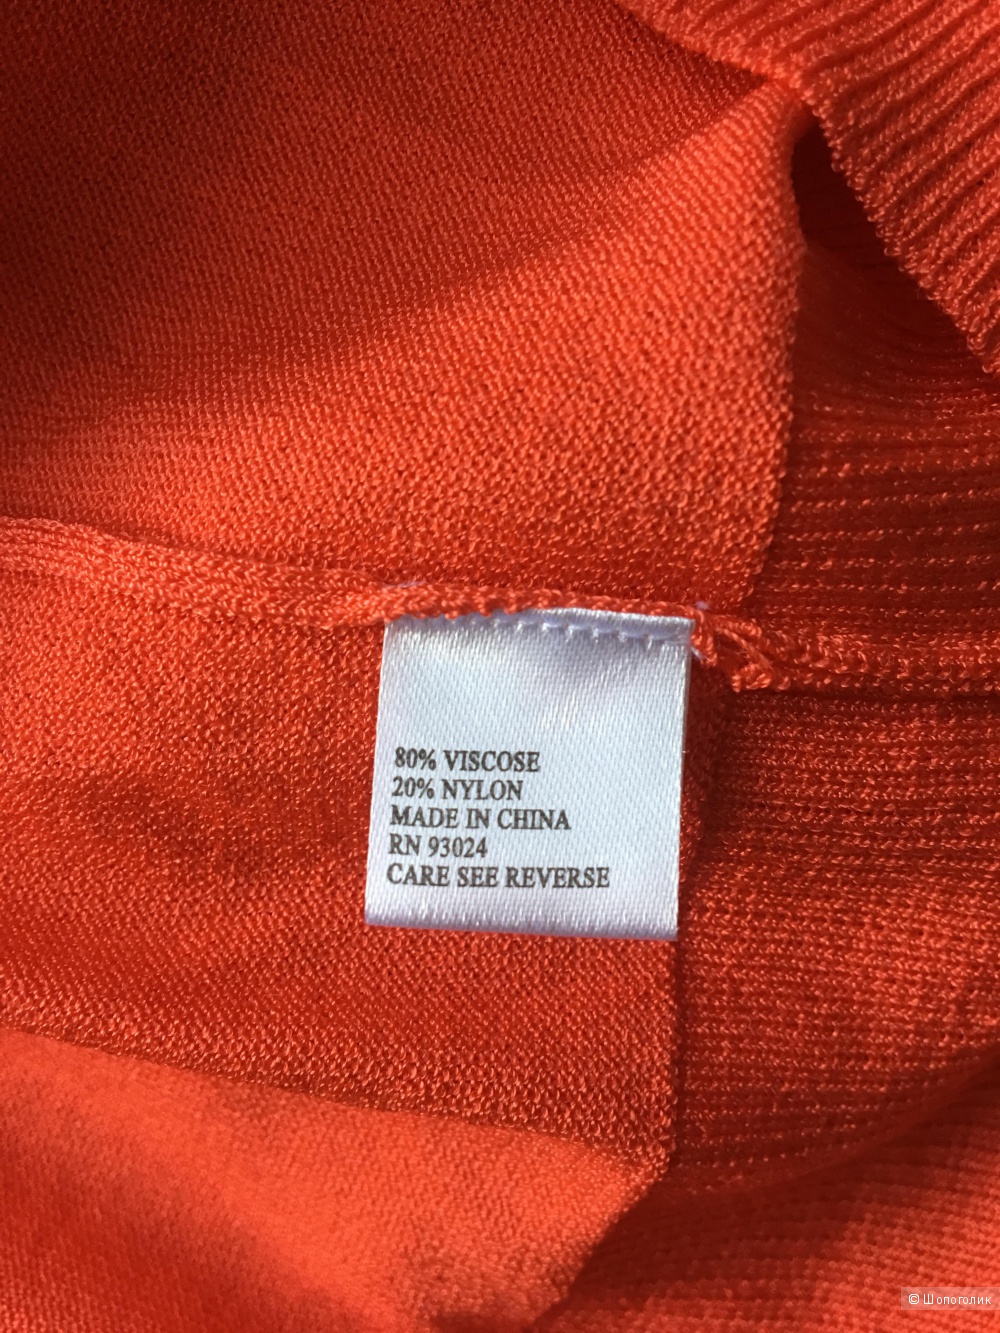 80% VISCOSE
20% NYLON
MADE IN CHINA
RN 93024
CARE SEE REVERSE
© Шопоголик